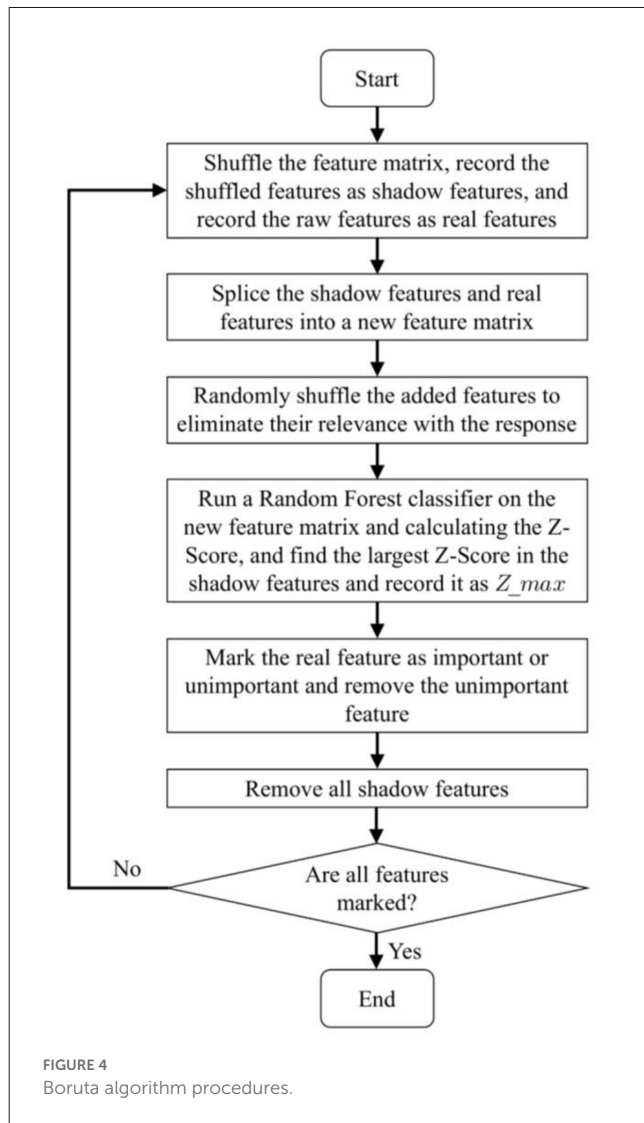 Start
Shuffle the feature matrix, record the
shuffled features as shadow features, and
record the raw features as real features
Splice the shadow features and real
features into a new feature matrix
Randomly shuffle the added features to
eliminate their relevance with the response
Run a Random Forest classifier on the
new feature matrix and calculating the Z-
Score, and find the largest Z-Score in the
shadow features and record it as Z_max
Mark the real feature as important or
unimportant and remove the unimportant
feature
Remove all shadow features
No
Are all features
marked?
Yes
End
FIGURE 4
Boruta algorithm procedures.